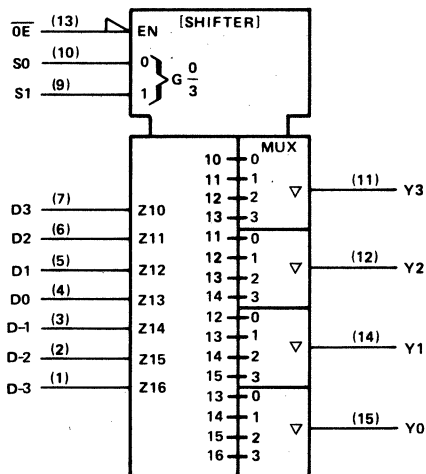 [SHIFTER]
OE (13) EN
S0 (10) 0
S1 (9) 1
G 0/3
MUX
10 0
11 1
12 2
13 3
(11) Y3
11 0
12 1
13 2
14 3
(12) Y2
12 0
13 1
14 2
15 3
(14) Y1
13 0
14 1
15 2
16 3
(15) Y0
D3 (7) Z10
D2 (6) Z11
D1 (5) Z12
D0 (4) Z13
D-1 (3) Z14
D-2 (2) Z15
D-3 (1) Z16